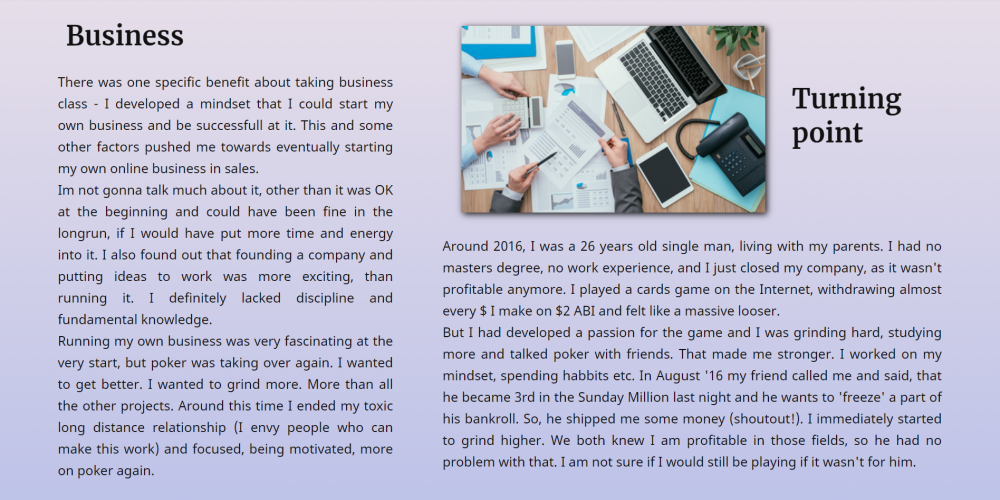 Business
There was one specific benefit about taking business
class - I developed a mindset that I could start my
own business and be successfull at it. This and some
other factors pushed me towards eventually starting
my own online business in sales.
Im not gonna talk much about it, other than it was OK
at the beginning and could have been fine in the
longrun, if I would have put more time and energy
into it. I also found out that founding a company and
putting ideas to work was more exciting, than
running it. I definitely lacked discipline and
fundamental knowledge.
Running my own business was very fascinating at the
very start, but poker was taking over again. I wanted
to get better. I wanted to grind more. More than all
the other projects. Around this time I ended my toxic
long distance relationship (I envy people who can
make this work) and focused, being motivated, more
on poker again.
Turning
point
Around 2016, I was a 26 years old single man, living with my parents. I had no
masters degree, no work experience, and I just closed my company, as it wasn't
profitable anymore. I played a cards game on the Internet, withdrawing almost
every $ I make on $2 ABI and felt like a massive looser.
But I had developed a passion for the game and I was grinding hard, studying
more and talked poker with friends. That made me stronger. I worked on my
mindset, spending habbits etc. In August '16 my friend called me and said, that
he became 3rd in the Sunday Million last night and he wants to 'freeze' a part of
his bankroll. So, he shipped me some money (shoutout!). I immediately started
to grind higher. We both knew I am profitable in those fields, so he had no
problem with that. I am not sure if I would still be playing if it wasn't for him.